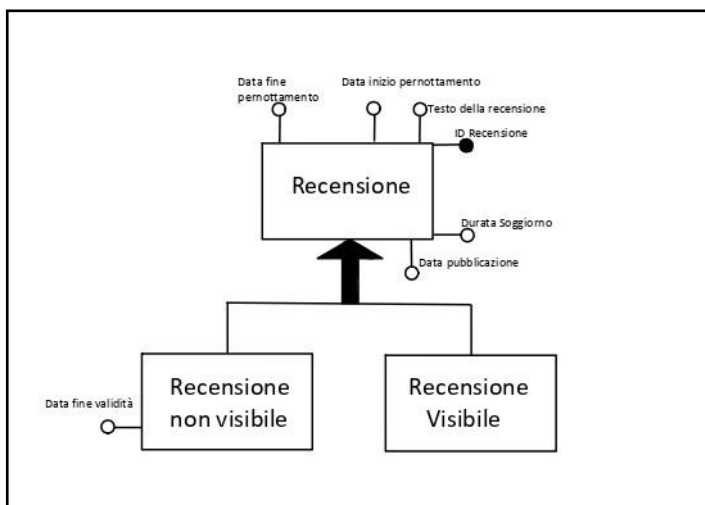 Data fine
pernottamento
Data inizio pernottamento
Testo della recensione
ID Recensione
Recensione
Durata Soggiorno
Data pubblicazione
Recensione
non visibile
Recensione
Visibile
Data fine validità